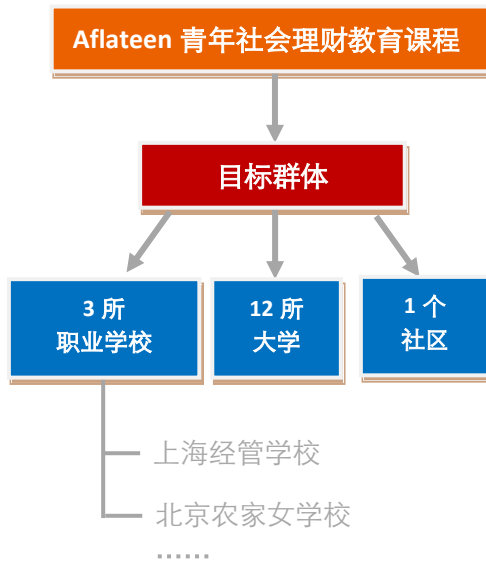 Aflateen 青年社会理财教育课程
目标群体
3 所
职业学校
12 所
大学
1 个
社区
上海经管学校
北京农家女学校
……